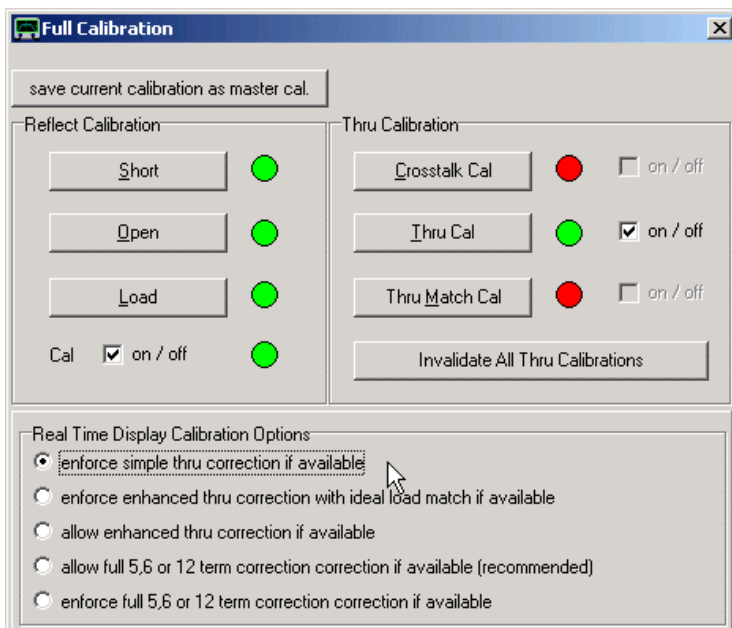 Full Calibration
save current calibration as master cal.
Reflect Calibration
Short
Open
Load
Cal on / off
Thru Calibration
Crosstalk Cal on / off
Thru Cal on / off
Thru Match Cal on / off
Invalidate All Thru Calibrations
Real Time Display Calibration Options
enforce simple thru correction if available
enforce enhanced thru correction with ideal load match if available
allow enhanced thru correction if available
allow full 5,6 or 12 term correction correction if available (recommended)
enforce full 5,6 or 12 term correction correction if available